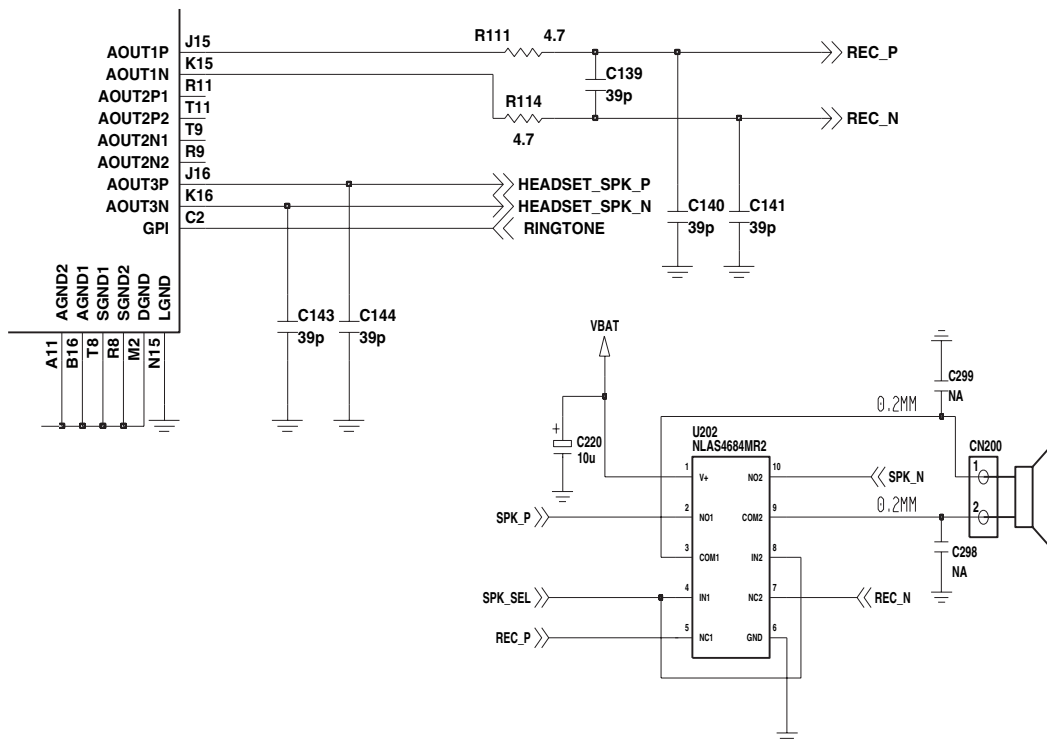 R111 4.7
AOUT1P J15
REC_P
AOUT1N K15
C139
39p
AOUT2P1 R11
R114
4.7
AOUT2P2 T11
REC_N
AOUT2N1 T9
AOUT2N2 R9
AOUT3P J16
HEADSET_SPK_P
AOUT3N K16
HEADSET_SPK_N
GPI C2
RINGTONE
C140
39p
C141
39p
AGND2
AGND1
SGND1
SGND2
DGND
LGND
A11
B16
T8
R8
M2
N15
C143
39p
C144
39p
VBAT
C299
NA
0.2MM
+
C220
10u
U202
NLAS4684MR2
CN200
1 V+
NO2 10
SPK_N
1
0.2MM
SPK_P
2 NO1
COM2 9
2
3 COM1
IN2 8
C298
NA
SPK_SEL
4 IN1
NC2 7
REC_N
REC_P
5 NC1
GND 6